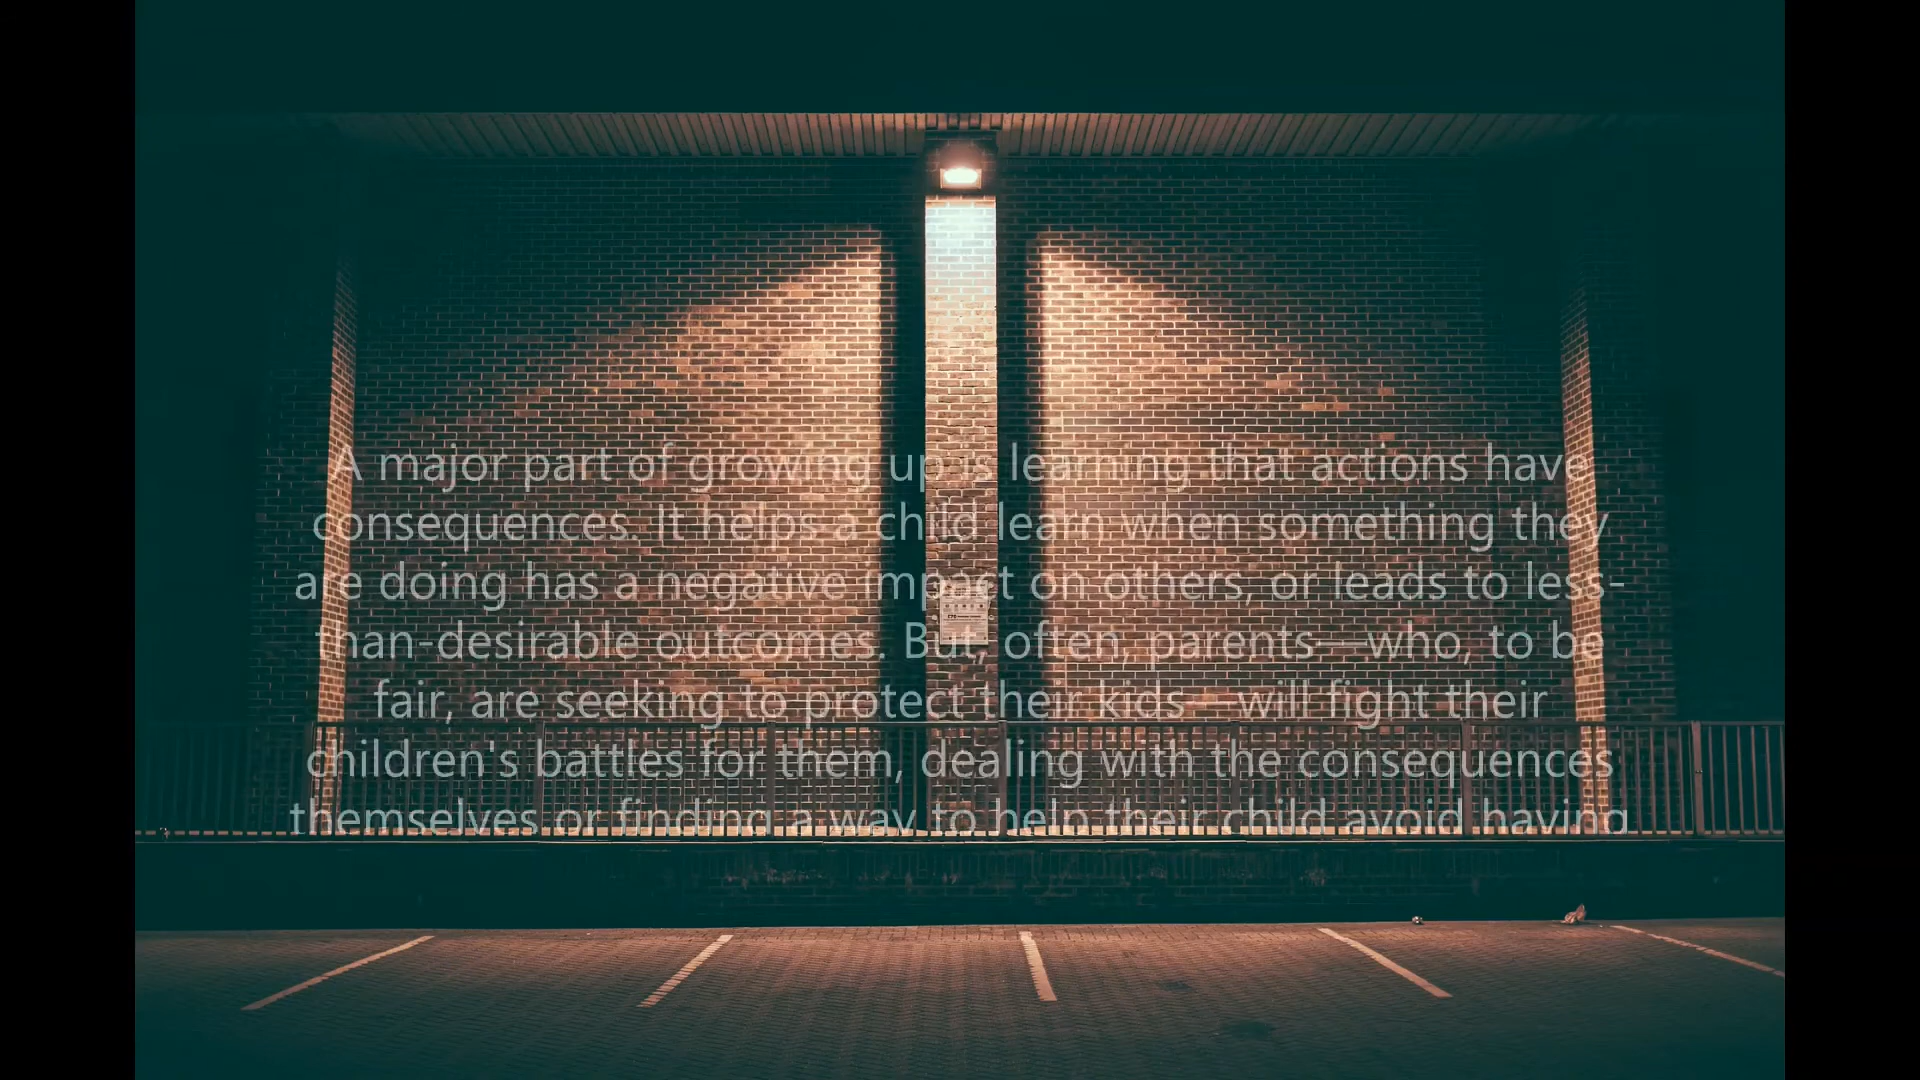 A major part of growing up is learning that actions have
consequences. It helps a child learn when something they
are doing has a negative impact on others, or leads to less-
than-desirable outcomes. But, often, parents—who, to be
fair, are seeking to protect their kids—will fight their
children's battles for them, dealing with the consequences
themselves or finding a way to help their child avoid having